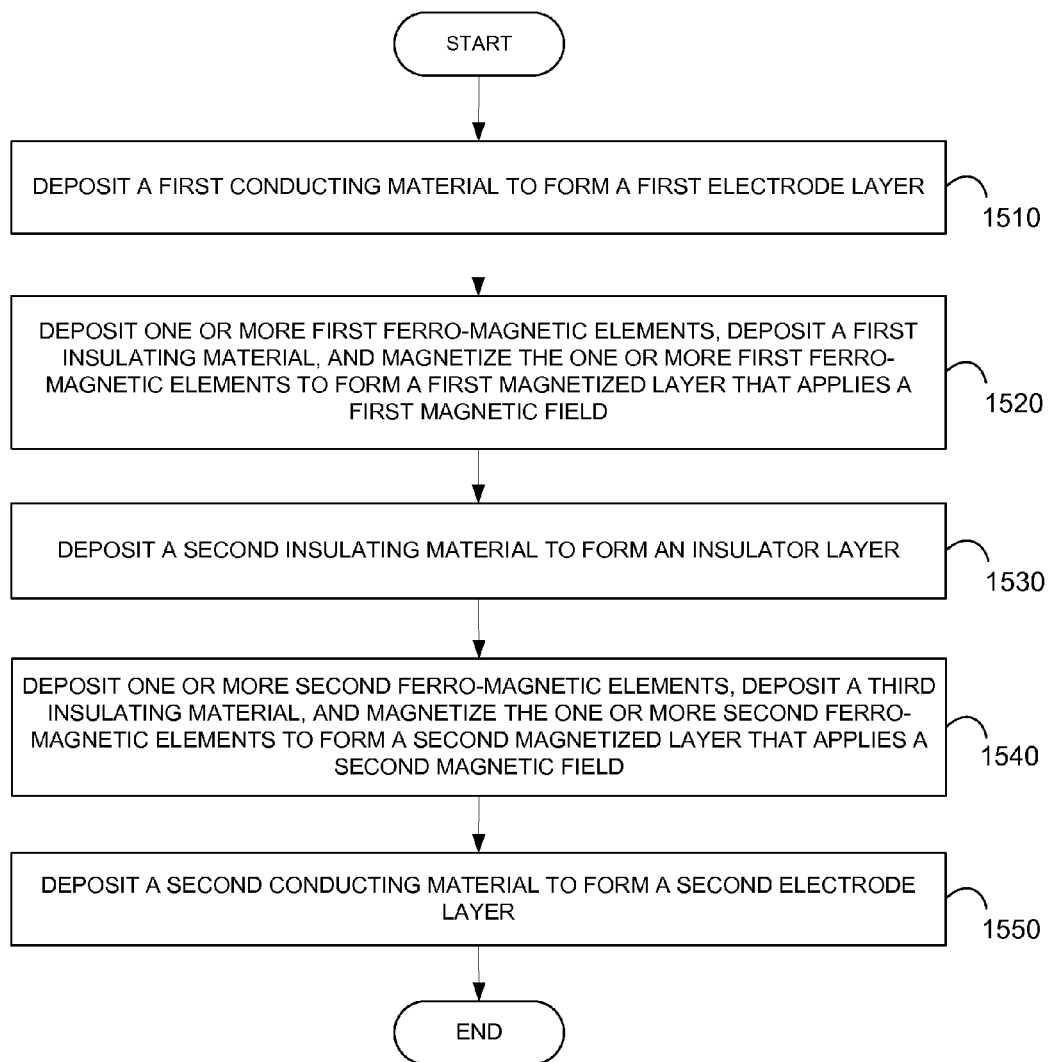 START
DEPOSIT A FIRST CONDUCTING MATERIAL TO FORM A FIRST ELECTRODE LAYER
1510
DEPOSIT ONE OR MORE FIRST FERRO-MAGNETIC ELEMENTS, DEPOSIT A FIRST
INSULATING MATERIAL, AND MAGNETIZE THE ONE OR MORE FIRST FERRO-
MAGNETIC ELEMENTS TO FORM A FIRST MAGNETIZED LAYER THAT APPLIES A
FIRST MAGNETIC FIELD
1520
DEPOSIT A SECOND INSULATING MATERIAL TO FORM AN INSULATOR LAYER
1530
DEPOSIT ONE OR MORE SECOND FERRO-MAGNETIC ELEMENTS, DEPOSIT A THIRD
INSULATING MATERIAL, AND MAGNETIZE THE ONE OR MORE SECOND FERRO-
MAGNETIC ELEMENTS TO FORM A SECOND MAGNETIZED LAYER THAT APPLIES A
SECOND MAGNETIC FIELD
1540
DEPOSIT A SECOND CONDUCTING MATERIAL TO FORM A SECOND ELECTRODE
LAYER
1550
END